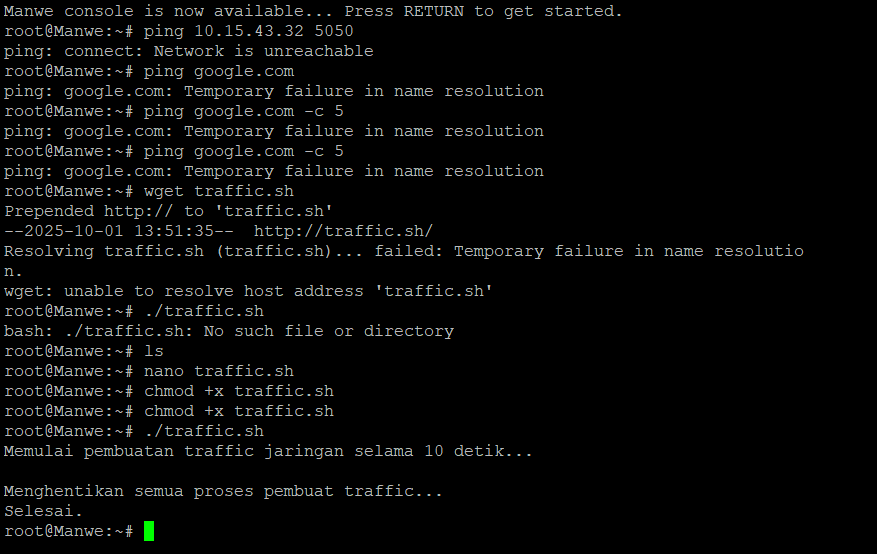 Manwe console is now available... Press RETURN to get started.
root@Manwe:~# ping 10.15.43.32 5050
ping: connect: Network is unreachable
root@Manwe:~# ping google.com
ping: google.com: Temporary failure in name resolution
root@Manwe:~# ping google.com -c 5
ping: google.com: Temporary failure in name resolution
root@Manwe:~# ping google.com -c 5
ping: google.com: Temporary failure in name resolution
root@Manwe:~# wget traffic.sh
Prepended http:// to 'traffic.sh'
--2025-10-01 13:51:35--  http://traffic.sh/
Resolving traffic.sh (traffic.sh)... failed: Temporary failure in name resolutio
n.
wget: unable to resolve host address 'traffic.sh'
root@Manwe:~# ./traffic.sh
bash: ./traffic.sh: No such file or directory
root@Manwe:~# ls
root@Manwe:~# nano traffic.sh
root@Manwe:~# chmod +x traffic.sh
root@Manwe:~# chmod +x traffic.sh
root@Manwe:~# ./traffic.sh
Memulai pembuatan traffic jaringan selama 10 detik...
Menghentikan semua proses pembuat traffic...
Selesai.
root@Manwe:~#